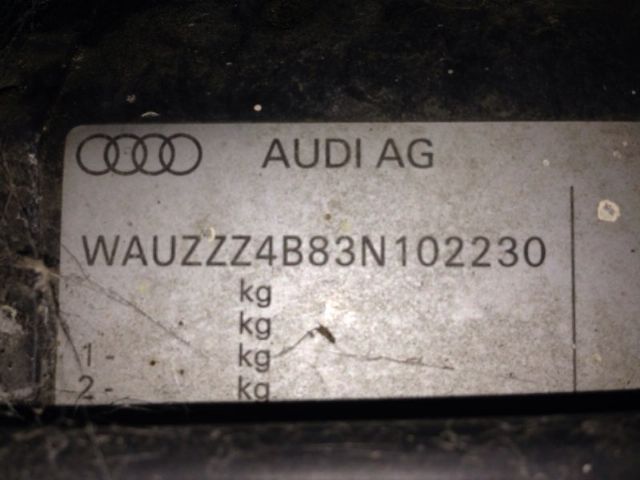 AUDI AG
WAUZZZ4B83N102230
kg
kg
1- kg
2- kg